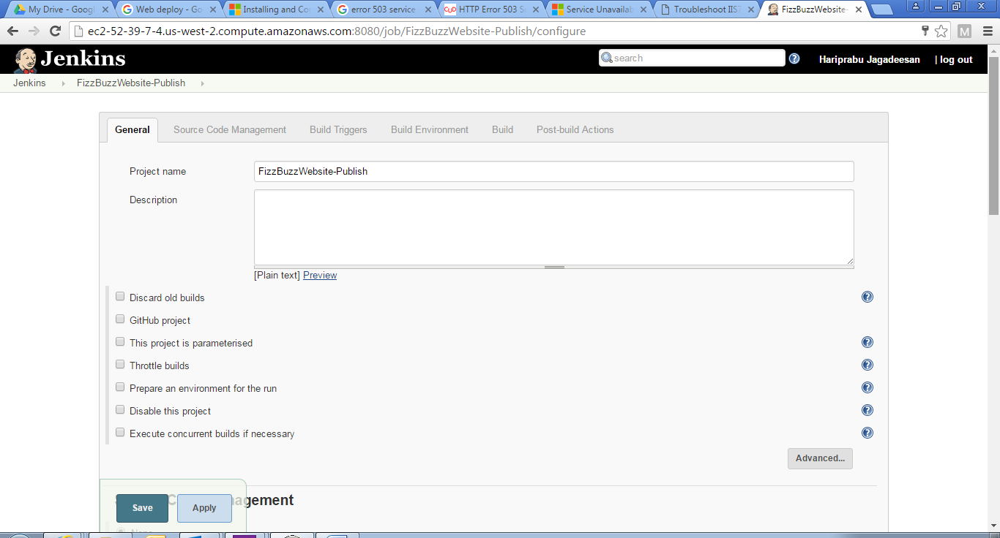 My Drive - Googl
Web deploy - Go
Installing and Co
error 503 service
HTTP Error 503 S
Service Unavailab
Troubleshoot IIS7
FizzBuzzWebsite-
ec2-52-39-7-4.us-west-2.compute.amazonaws.com:8080/job/FizzBuzzWebsite-Publish/configure
M
Jenkins
search
Hariprabu Jagadeesan
| log out
Jenkins
FizzBuzzWebsite-Publish
General
Source Code Management
Build Triggers
Build Environment
Build
Post-build Actions
Project name
FizzBuzzWebsite-Publish
Description
[Plain text] Preview
Discard old builds
GitHub project
This project is parameterised
Throttle builds
Prepare an environment for the run
Disable this project
Execute concurrent builds if necessary
Advanced...
Save
Apply